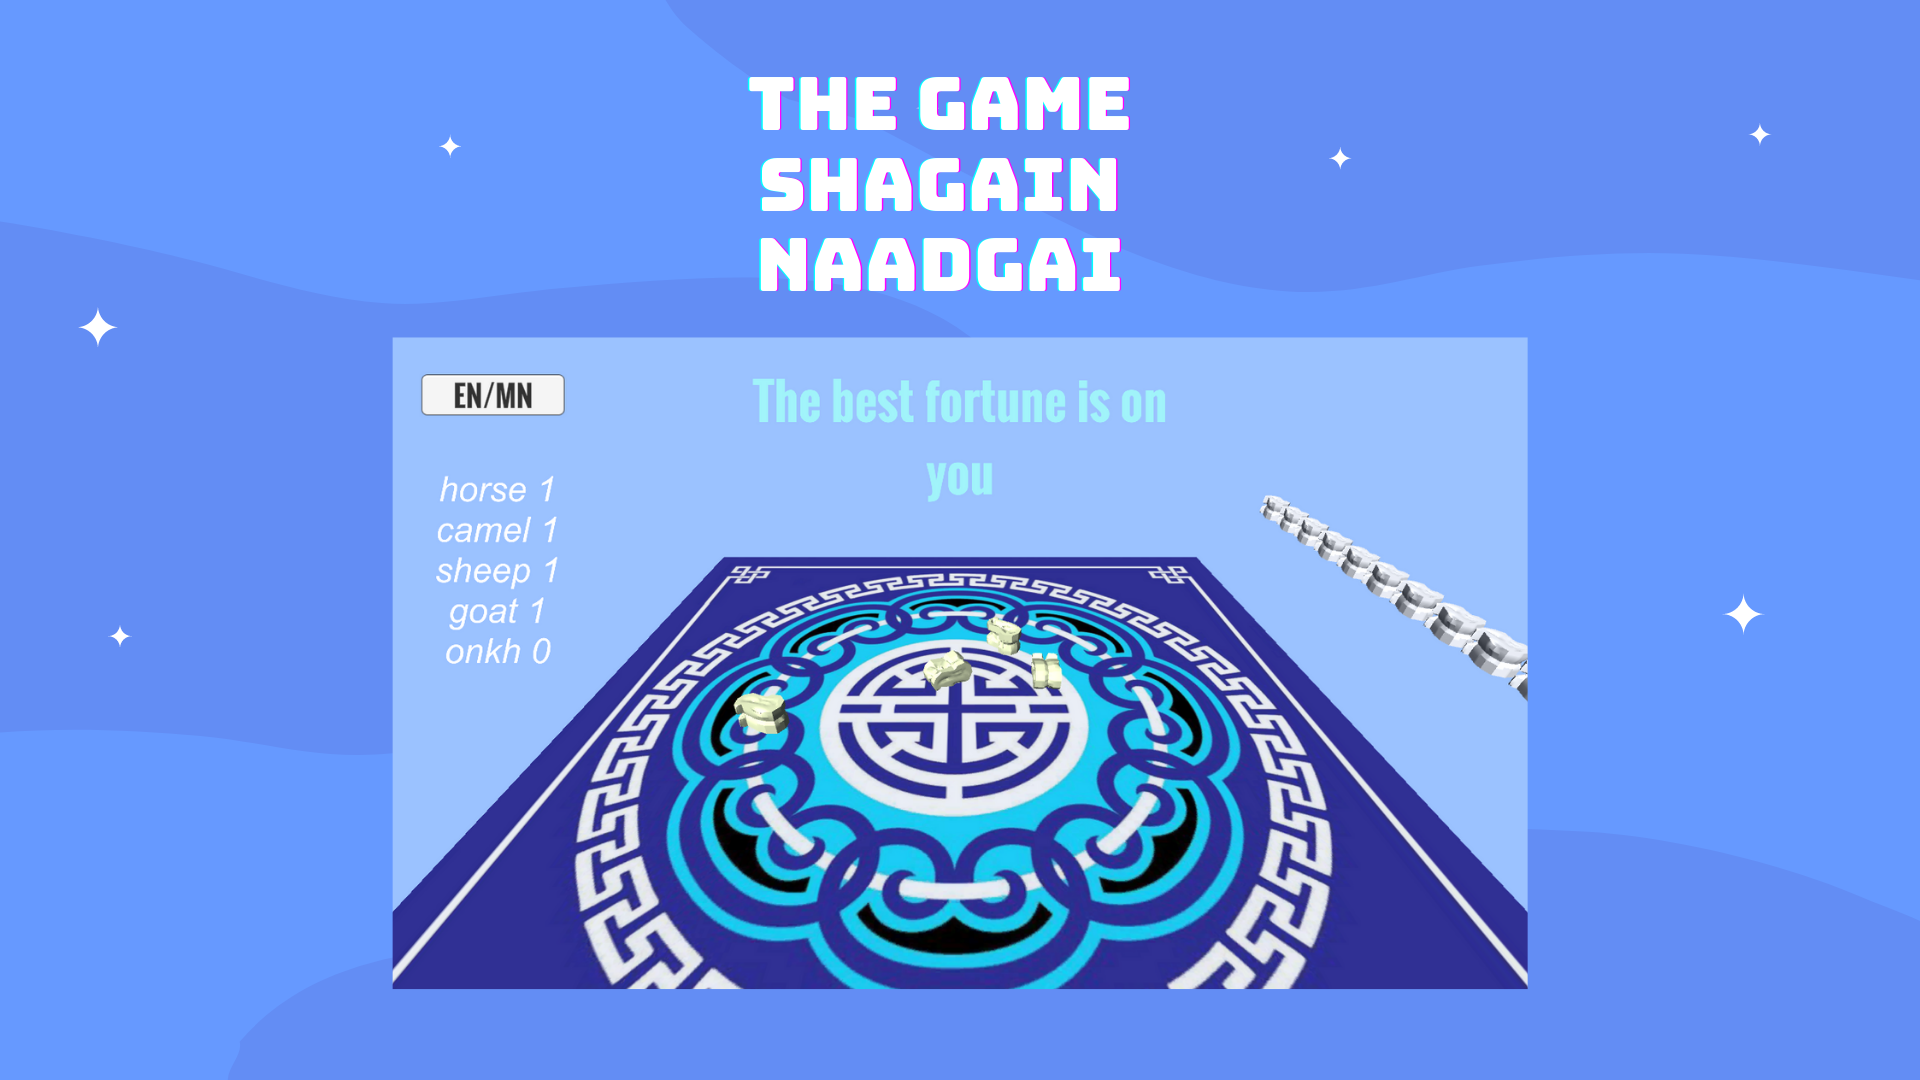 THE GAME
SHAGAIN
NAADGAI
EN/MN
The best fortune is on
you
horse 1
camel 1
sheep 1
goat 1
onkh 0